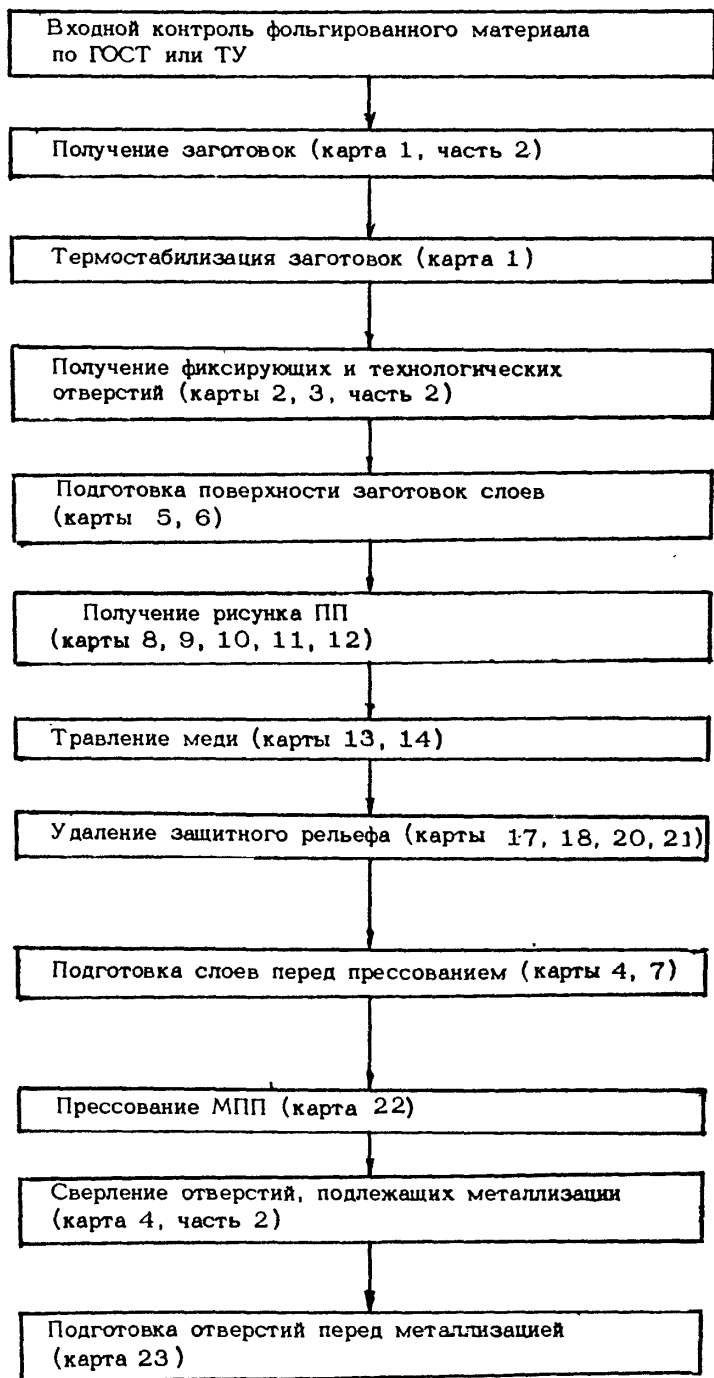 Входной контроль фольгированного материала
по ГОСТ или ТУ
Получение заготовок (карта 1, часть 2)
Термостабилизация заготовок (карта 1)
Получение фиксирующих и технологических
отверстий (карты 2, 3, часть 2)
Подготовка поверхности заготовок слоев
(карты 5, 6)
Получение рисунка ПП
(карты 8, 9, 10, 11, 12)
Травление меди (карты 13, 14)
Удаление защитного рельефа (карты 17, 18, 20, 21)
Подготовка слоев перед прессованием (карты 4, 7)
Прессование МПП (карта 22)
Сверление отверстий, подлежащих металлизации
(карта 4, часть 2)
Подготовка отверстий перед металлизацией
(карта 23)